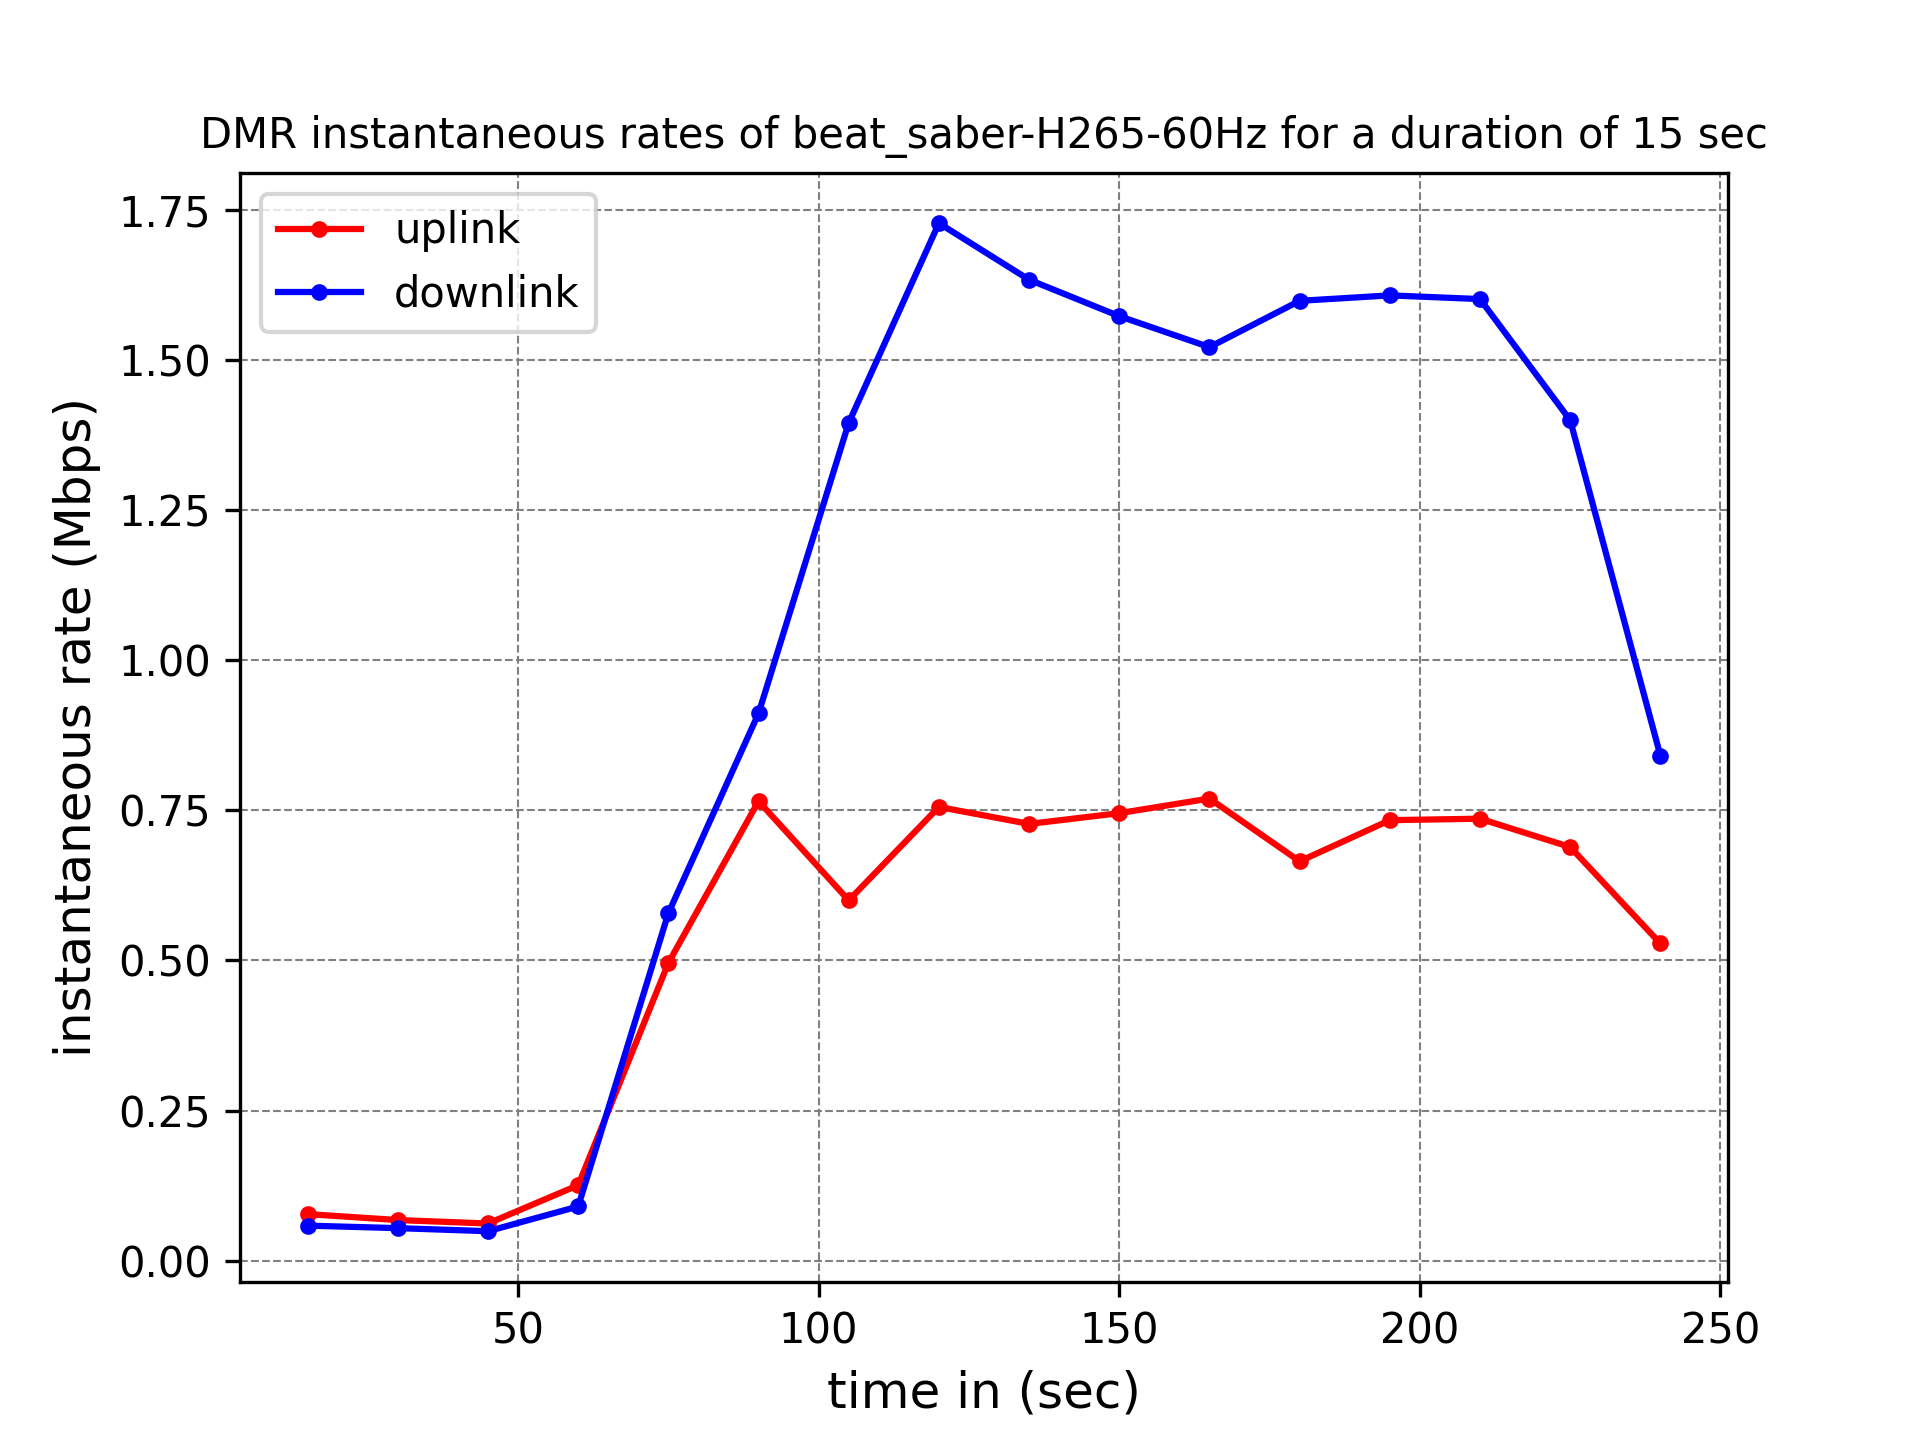 DMR instantaneous rates of beat_saber-H265-60Hz for a duration of 15 sec
uplink
downlink
instantaneous rate (Mbps)
1.75
1.50
1.25
1.00
0.75
0.50
0.25
0.00
50 100 150 200 250
time in (sec)